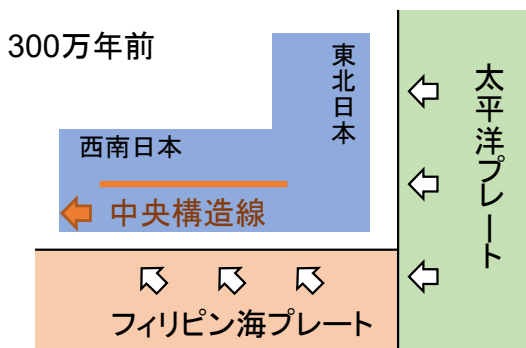 300万年前
東北日本
西南日本
中央構造線
太平洋プレート
フィリピン海プレート